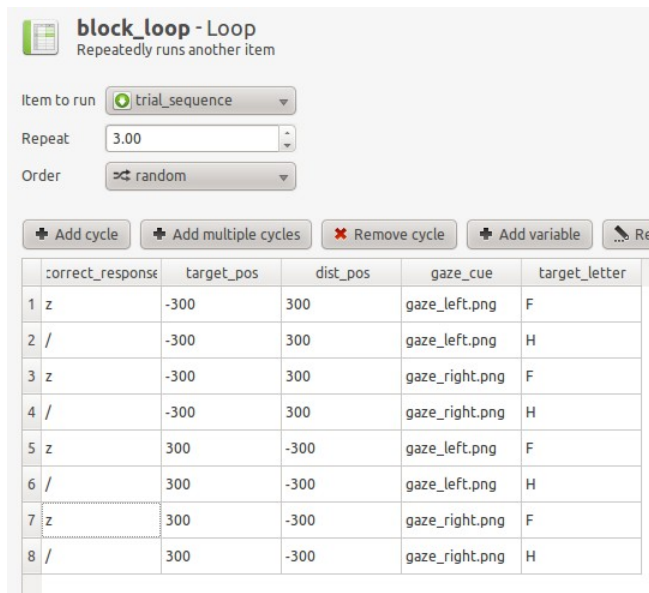 block_loop - Loop
Repeatedly runs another item
Item to run trial_sequence
Repeat 3.00
Order random
Add cycle Add multiple cycles Remove cycle Add variable Re
correct_response target_pos dist_pos gaze_cue target_letter
1 z -300 300 gaze_left.png F
2 / -300 300 gaze_left.png H
3 z -300 300 gaze_right.png F
4 / -300 300 gaze_right.png H
5 z 300 -300 gaze_left.png F
6 / 300 -300 gaze_left.png H
7 z 300 -300 gaze_right.png F
8 / 300 -300 gaze_right.png H